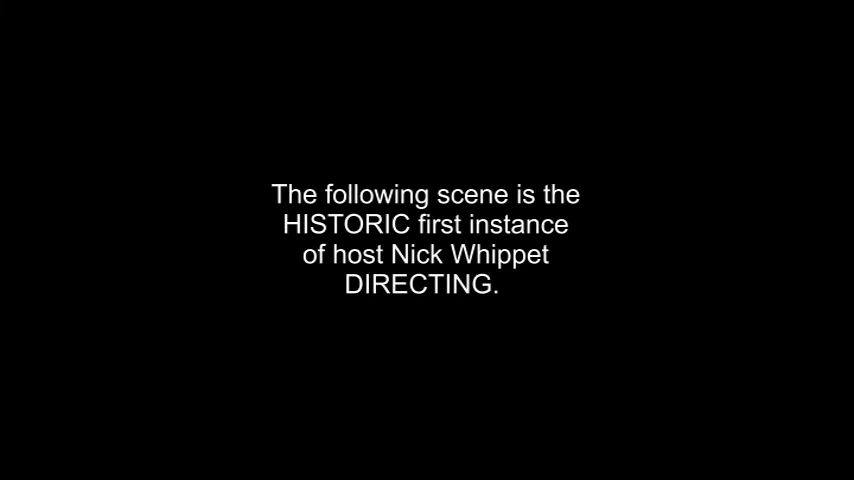 The following scene is the
HISTORIC first instance
of host Nick Whippet
DIRECTING.